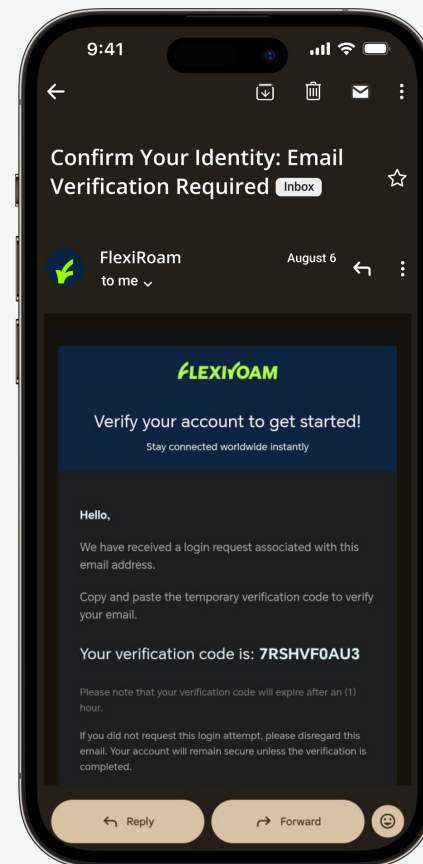 9:41
Confirm Your Identity: Email
Verification Required Inbox
FlexiRoam
August 6
to me
FLEXIROAM
Verify your account to get started!
Stay connected worldwide instantly
Hello,
We have received a login request associated with this
email address.
Copy and paste the temporary verification code to verify
your email.
Your verification code is: 7RSHVF0AU3
Please note that your verification code will expire after an (1)
hour.
If you did not request this login attempt, please disregard this
email. Your account will remain secure unless the verification is
completed.
Reply
Forward